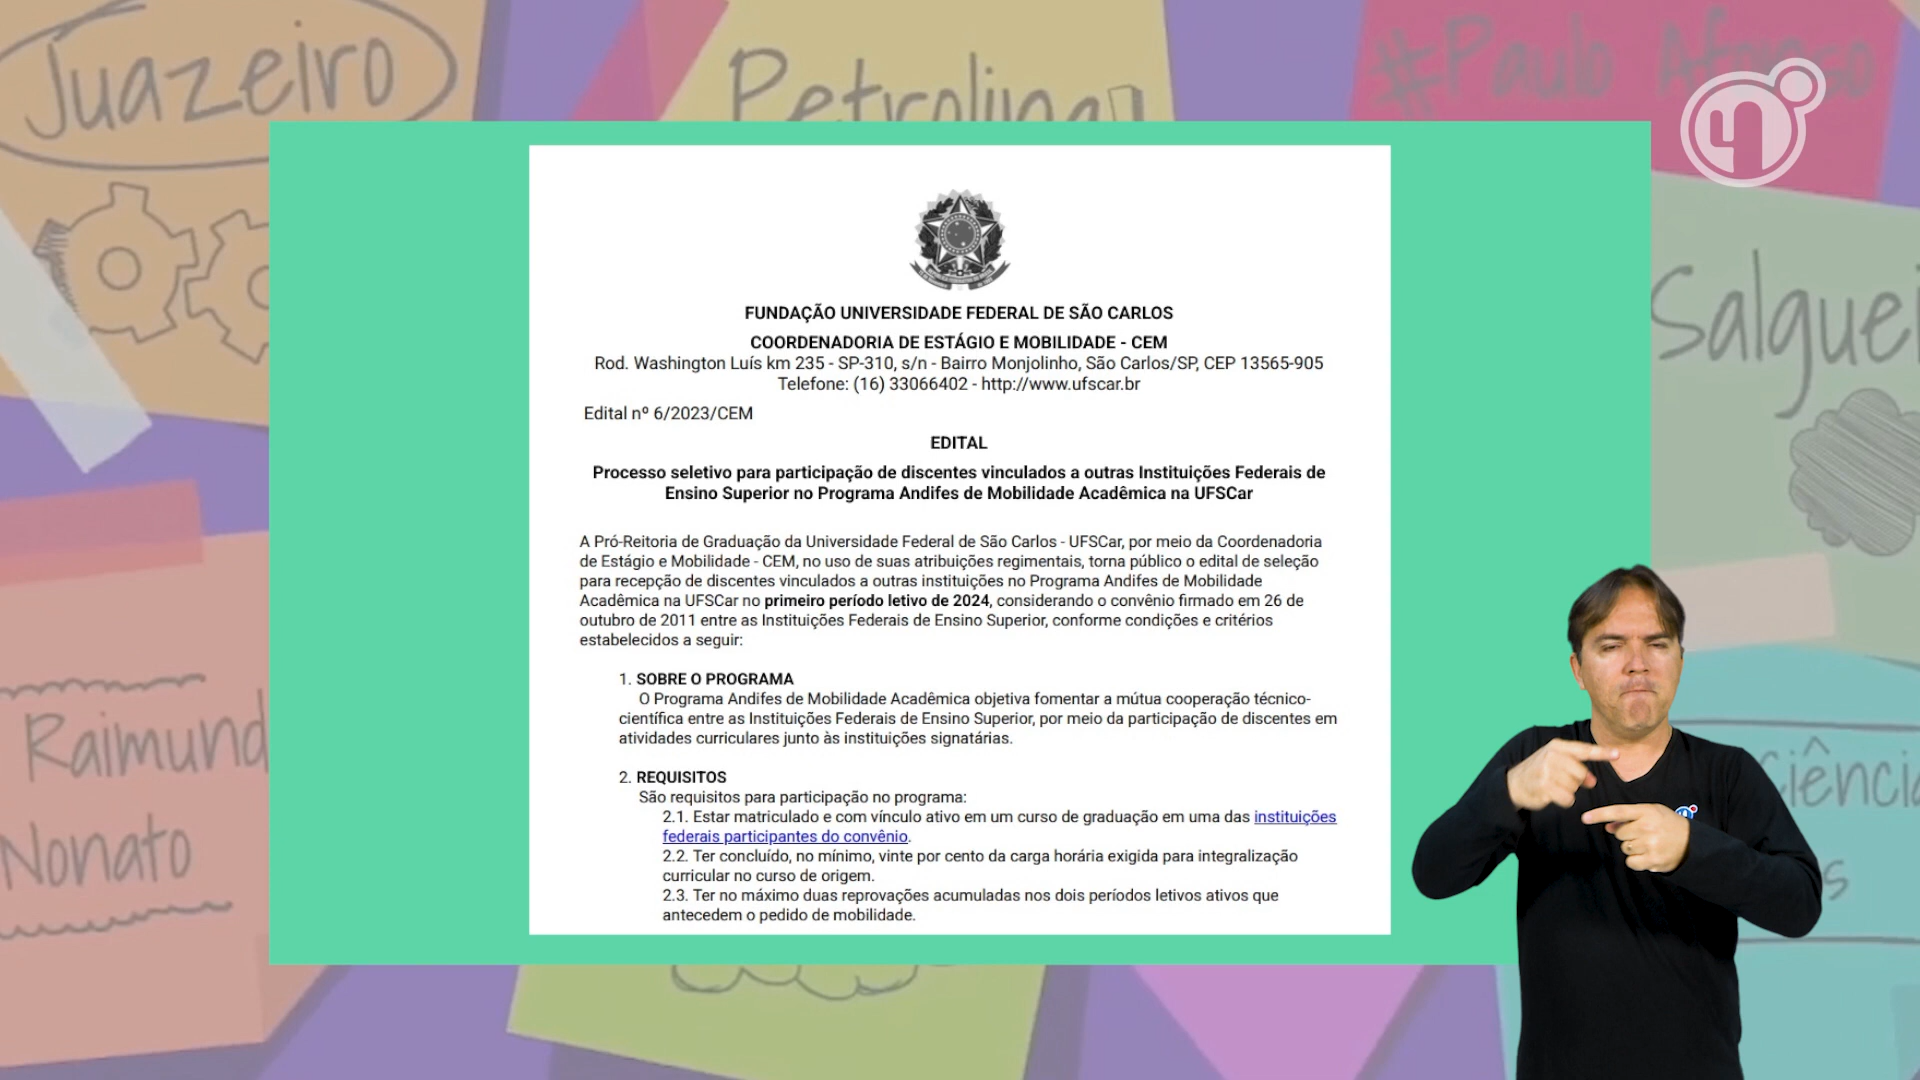 Juazeiro
Petrolina
#Paulo Afonso
FUNDAÇÃO UNIVERSIDADE FEDERAL DE SÃO CARLOS
COORDENADORIA DE ESTÁGIO E MOBILIDADE - CEM
Rod. Washington Luís km 235 - SP-310, s/n - Bairro Monjolinho, São Carlos/SP, CEP 13565-905
Telefone: (16) 33066402 - http://www.ufscar.br
Edital nº 6/2023/CEM
EDITAL
Processo seletivo para participação de discentes vinculados a outras Instituições Federais de
Ensino Superior no Programa Andifes de Mobilidade Acadêmica na UFSCar
A Pró-Reitoria de Graduação da Universidade Federal de São Carlos - UFSCar, por meio da Coordenadoria
de Estágio e Mobilidade - CEM, no uso de suas atribuições regimentais, torna público o edital de seleção
para recepção de discentes vinculados a outras instituições no Programa Andifes de Mobilidade
Acadêmica na UFSCar no primeiro período letivo de 2024, considerando o convênio firmado em 26 de
outubro de 2011 entre as Instituições Federais de Ensino Superior, conforme condições e critérios
estabelecidos a seguir:
1. SOBRE O PROGRAMA
O Programa Andifes de Mobilidade Acadêmica objetiva fomentar a mútua cooperação técnico-
científica entre as Instituições Federais de Ensino Superior, por meio da participação de discentes em
atividades curriculares junto às instituições signatárias.
2. REQUISITOS
São requisitos para participação no programa:
2.1. Estar matriculado e com vínculo ativo em um curso de graduação em uma das instituições
federais participantes do convênio.
2.2. Ter concluído, no mínimo, vinte por cento da carga horária exigida para integralização
curricular no curso de origem.
2.3. Ter no máximo duas reprovações acumuladas nos dois períodos letivos ativos que
antecedem o pedido de mobilidade.
Salguei
Raimund
Nonato
Ciência
s